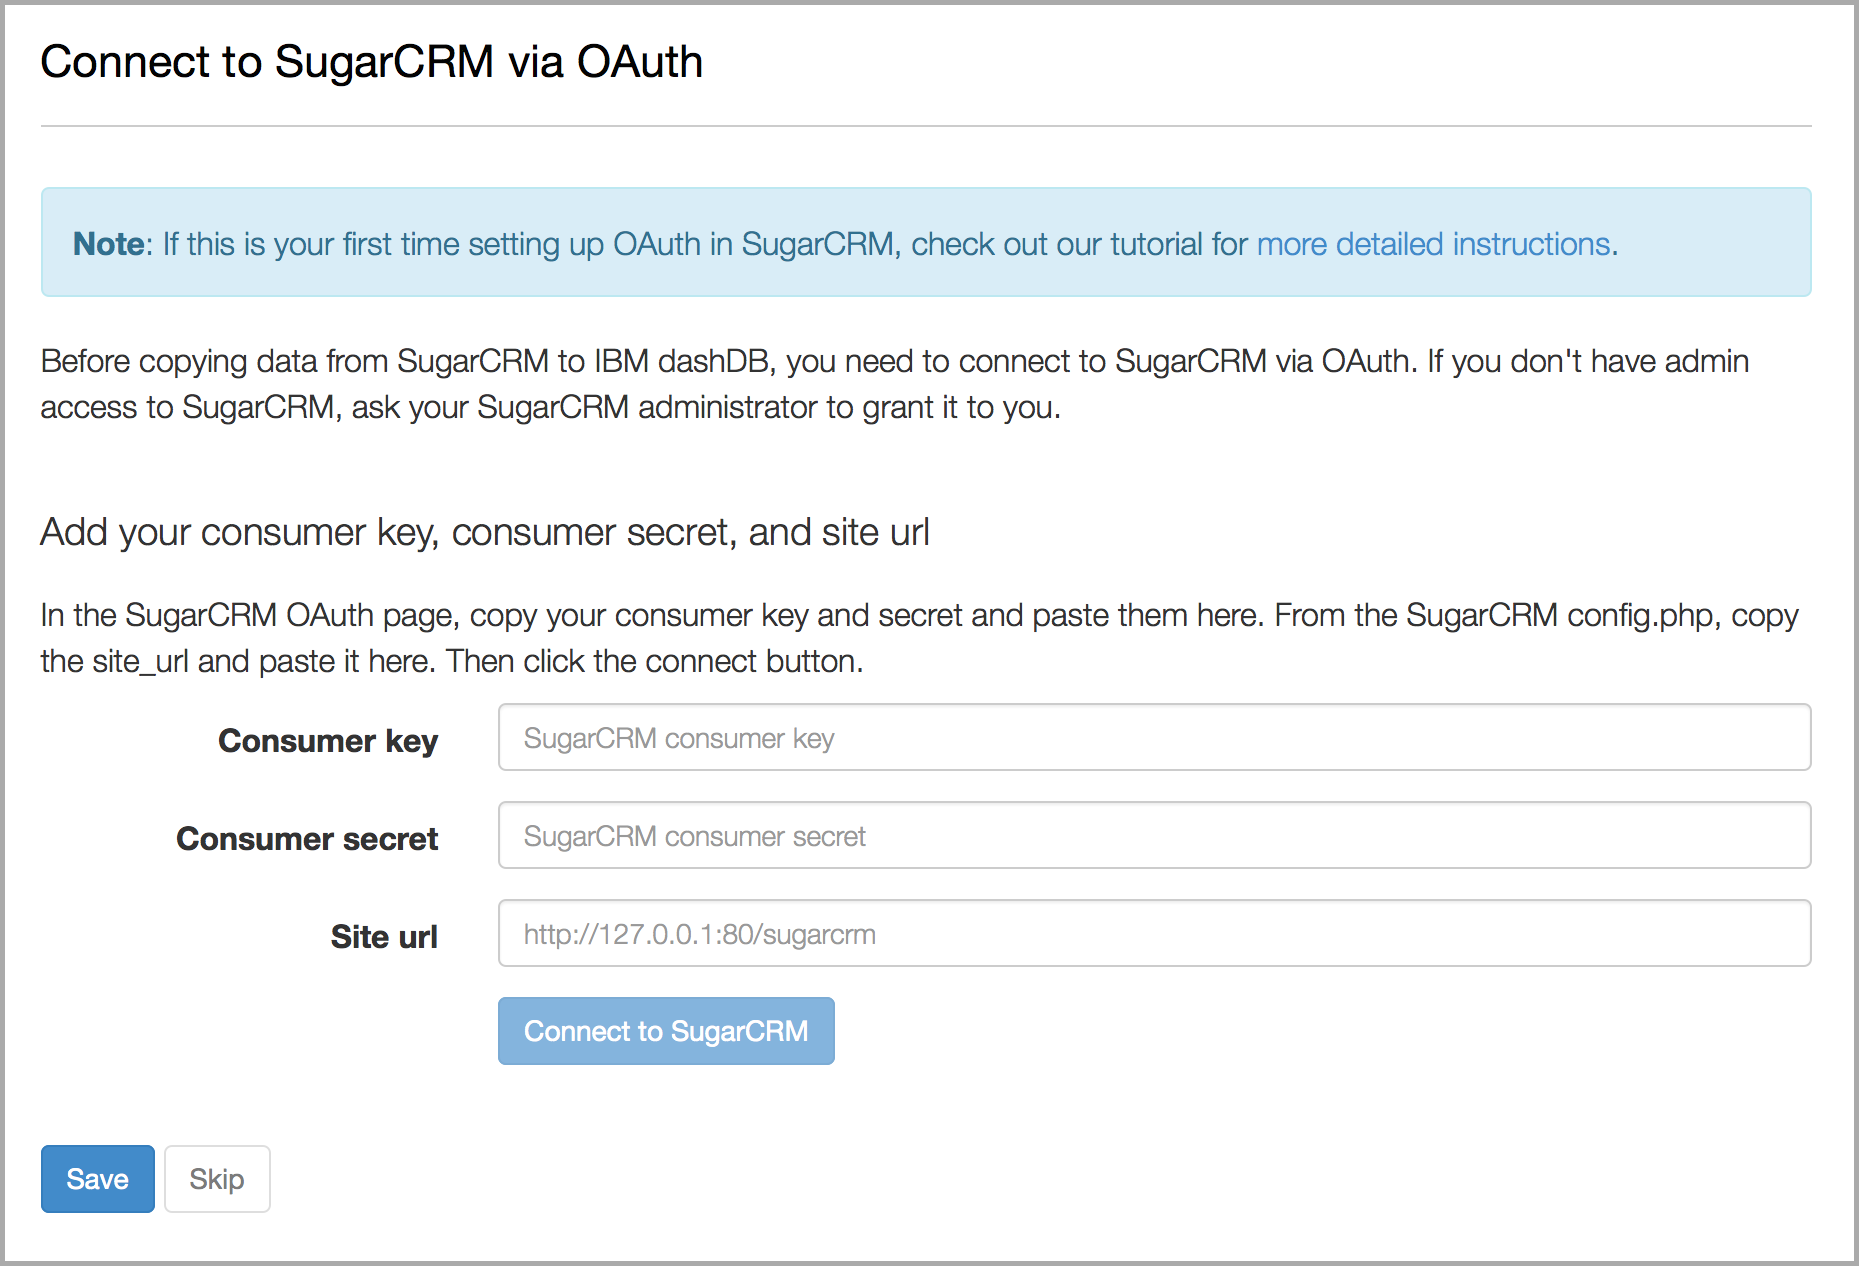 Connect to SugarCRM via OAuth
Note: If this is your first time setting up OAuth in SugarCRM, check out our tutorial for more detailed instructions.
Before copying data from SugarCRM to IBM dashDB, you need to connect to SugarCRM via OAuth. If you don't have admin
access to SugarCRM, ask your SugarCRM administrator to grant it to you.
Add your consumer key, consumer secret, and site url
In the SugarCRM OAuth page, copy your consumer key and secret and paste them here. From the SugarCRM config.php, copy
the site_url and paste it here. Then click the connect button.
Consumer key SugarCRM consumer key
Consumer secret SugarCRM consumer secret
Site url http://127.0.0.1:80/sugarcrm
Connect to SugarCRM
Save Skip